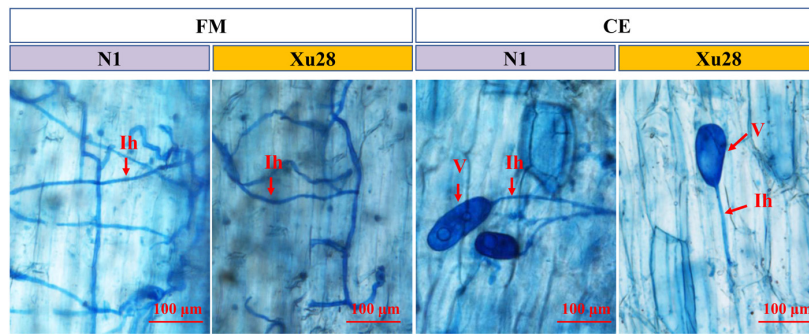 FM CE
N1 Xu28 N1 Xu28
Ih Ih V Ih V Ih
100 μm 100 μm 100 μm 100 μm